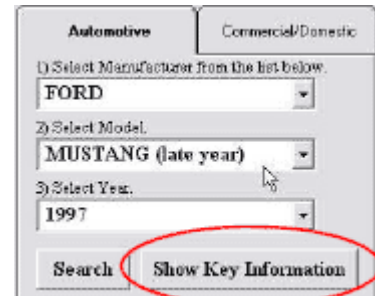 Automotive Commercial/Domestic
1) Select Manufacturer from the list below.
FORD
2) Select Model.
MUSTANG (late year)
3) Select Year.
1997
Search Show Key Information